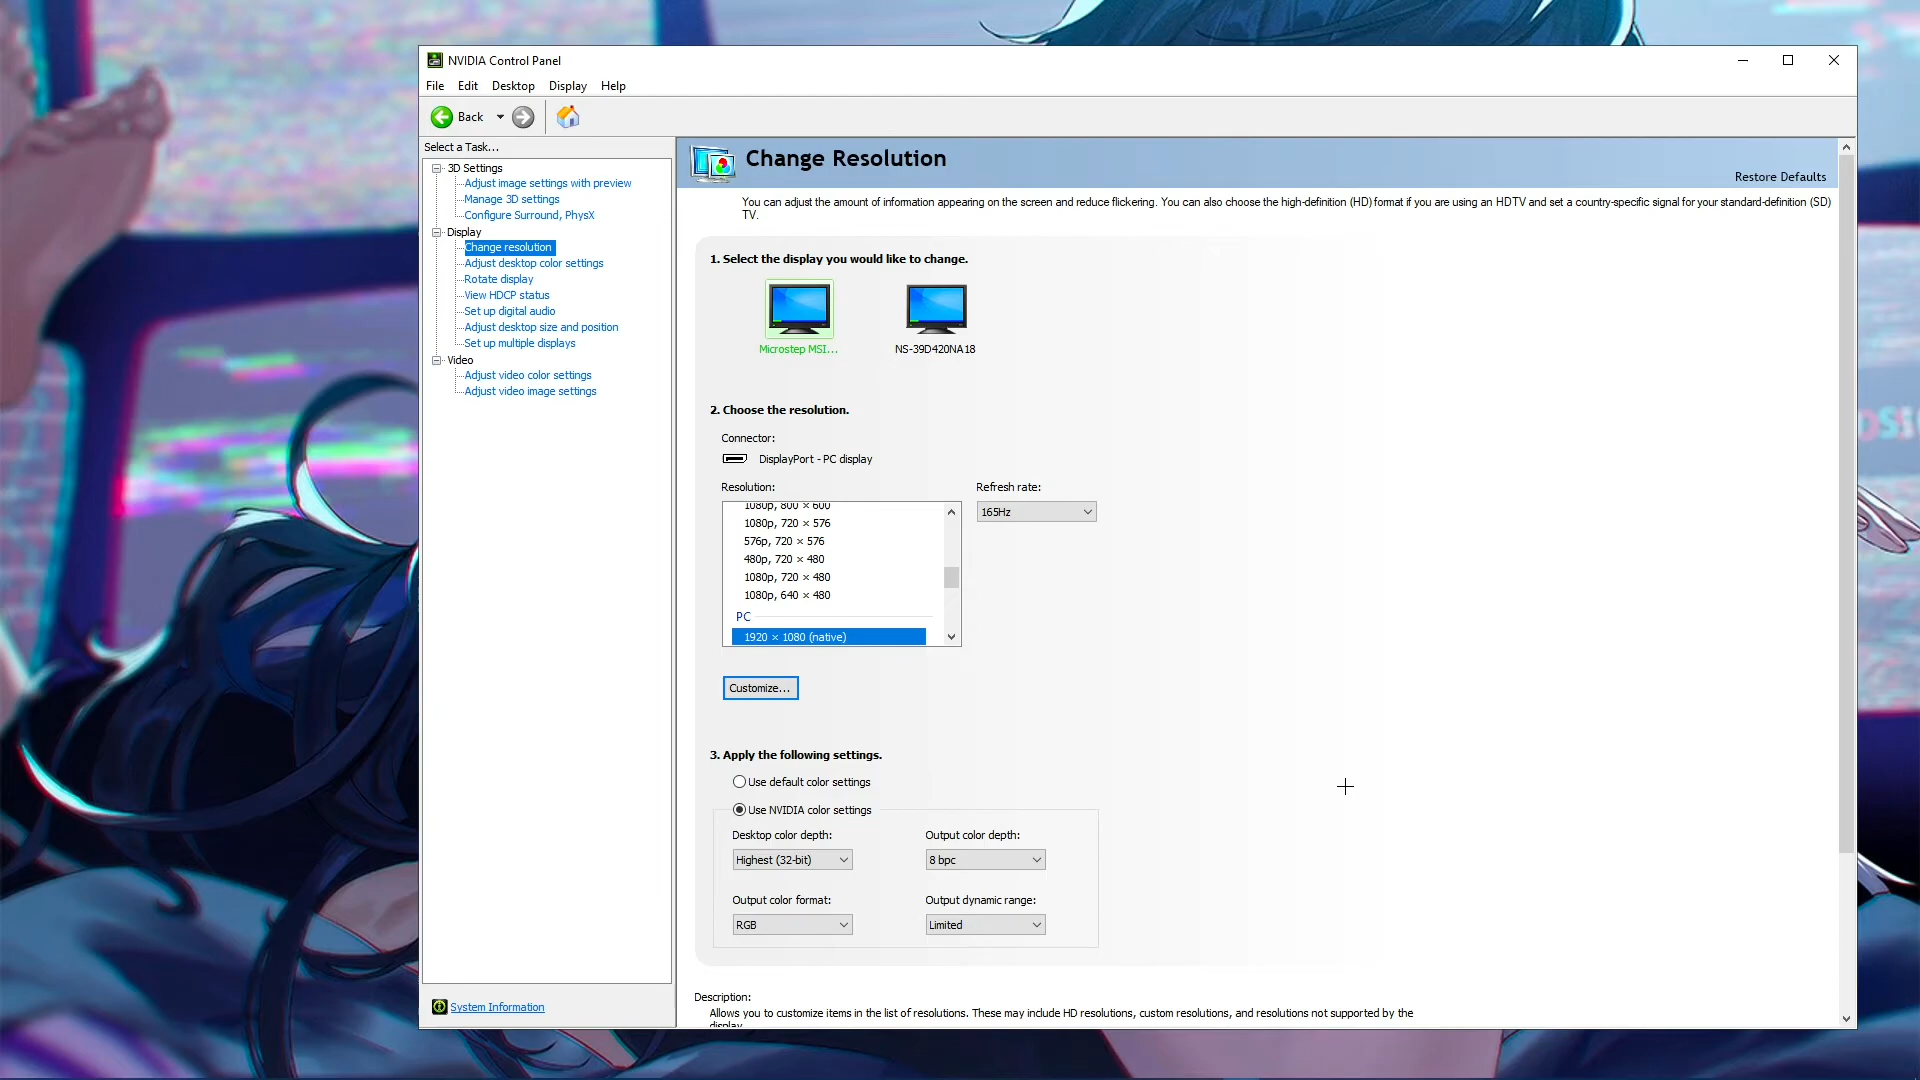 NVIDIA Control Panel
File Edit Desktop Display Help
Back
Select a Task...
3D Settings
Adjust image settings with preview
Manage 3D settings
Configure Surround, PhysX
Display
Change resolution
Adjust desktop color settings
Rotate display
View HDCP status
Set up digital audio
Adjust desktop size and position
Set up multiple displays
Video
Adjust video color settings
Adjust video image settings
System Information
Change Resolution
Restore Defaults
You can adjust the amount of information appearing on the screen and reduce flickering. You can also choose the high-definition (HD) format if you are using an HDTV and set a country-specific signal for your standard-definition (SD)
TV.
1. Select the display you would like to change.
Microstep MSI...
NS-39D420NA18
2. Choose the resolution.
Connector:
DisplayPort - PC display
Resolution:
Refresh rate:
1080p, 800 × 600
165Hz
1080p, 720 × 576
576p, 720 × 576
480p, 720 × 480
1080p, 720 × 480
1080p, 640 × 480
PC
1920 × 1080 (native)
Customize...
3. Apply the following settings.
Use default color settings
Use NVIDIA color settings
Desktop color depth:
Output color depth:
Highest (32-bit)
8 bpc
Output color format:
Output dynamic range:
RGB
Limited
Description:
Allows you to customize items in the list of resolutions. These may include HD resolutions, custom resolutions, and resolutions not supported by the
display.